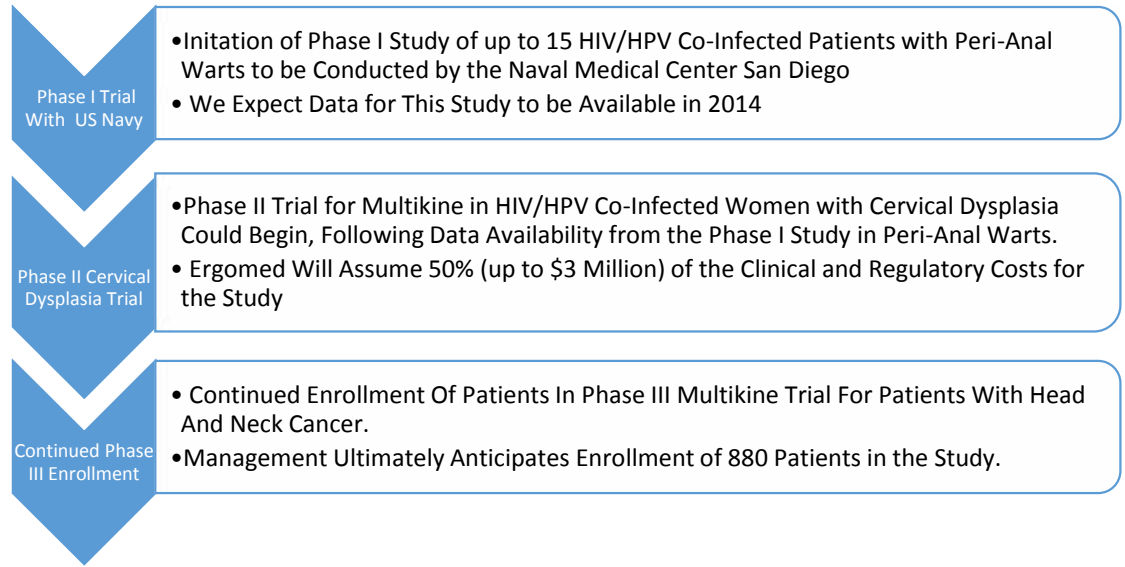 Phase I Trial
With  US Navy
•Initation of Phase I Study of up to 15 HIV/HPV Co-Infected Patients with Peri-Anal
Warts to be Conducted by the Naval Medical Center San Diego
• We Expect Data for This Study to be Available in 2014
Phase II Cervical
Dysplasia Trial
•Phase II Trial for Multikine in HIV/HPV Co-Infected Women with Cervical Dysplasia
Could Begin, Following Data Availability from the Phase I Study in Peri-Anal Warts.
• Ergomed Will Assume 50% (up to $3 Million) of the Clinical and Regulatory Costs for
the Study
Continued Phase
III Enrollment
• Continued Enrollment Of Patients In Phase III Multikine Trial For Patients With Head
And Neck Cancer.
•Management Ultimately Anticipates Enrollment of 880 Patients in the Study.